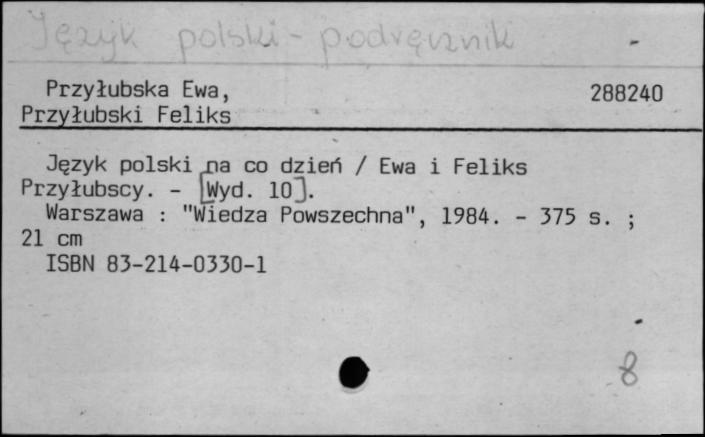 Język polski - podręcznik
Przyłubska Ewa, 288240
Przyłubski Feliks
Język polski na co dzień / Ewa i Feliks
Przyłubscy. - [Wyd. 10].
Warszawa : "Wiedza Powszechna", 1984. - 375 s. ;
21 cm
ISBN 83-214-0330-1
8